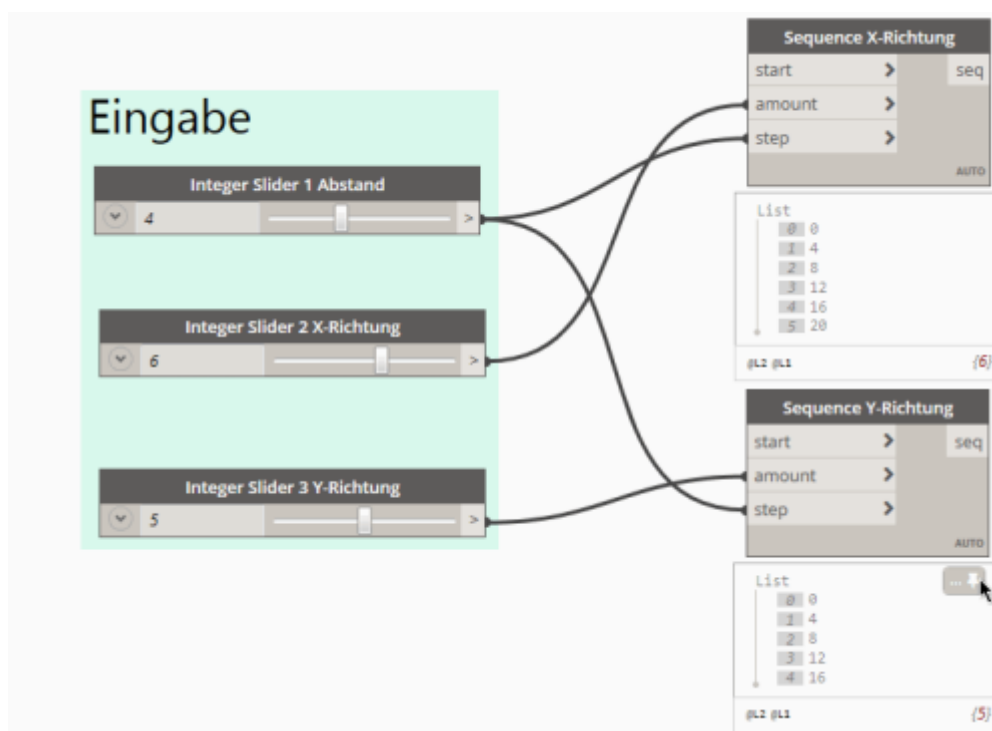 Eingabe
Integer Slider 1 Abstand
4 >
Integer Slider 2 X-Richtung
6 >
Integer Slider 3 Y-Richtung
5 >
Sequence X-Richtung
start > seq
amount >
step >
AUTO
List
0 0
1 4
2 8
3 12
4 16
5 20
@L2 @L1 {6}
Sequence Y-Richtung
start > seq
amount >
step >
AUTO
List ...
0 0
1 4
2 8
3 12
4 16
@L2 @L1 {5}